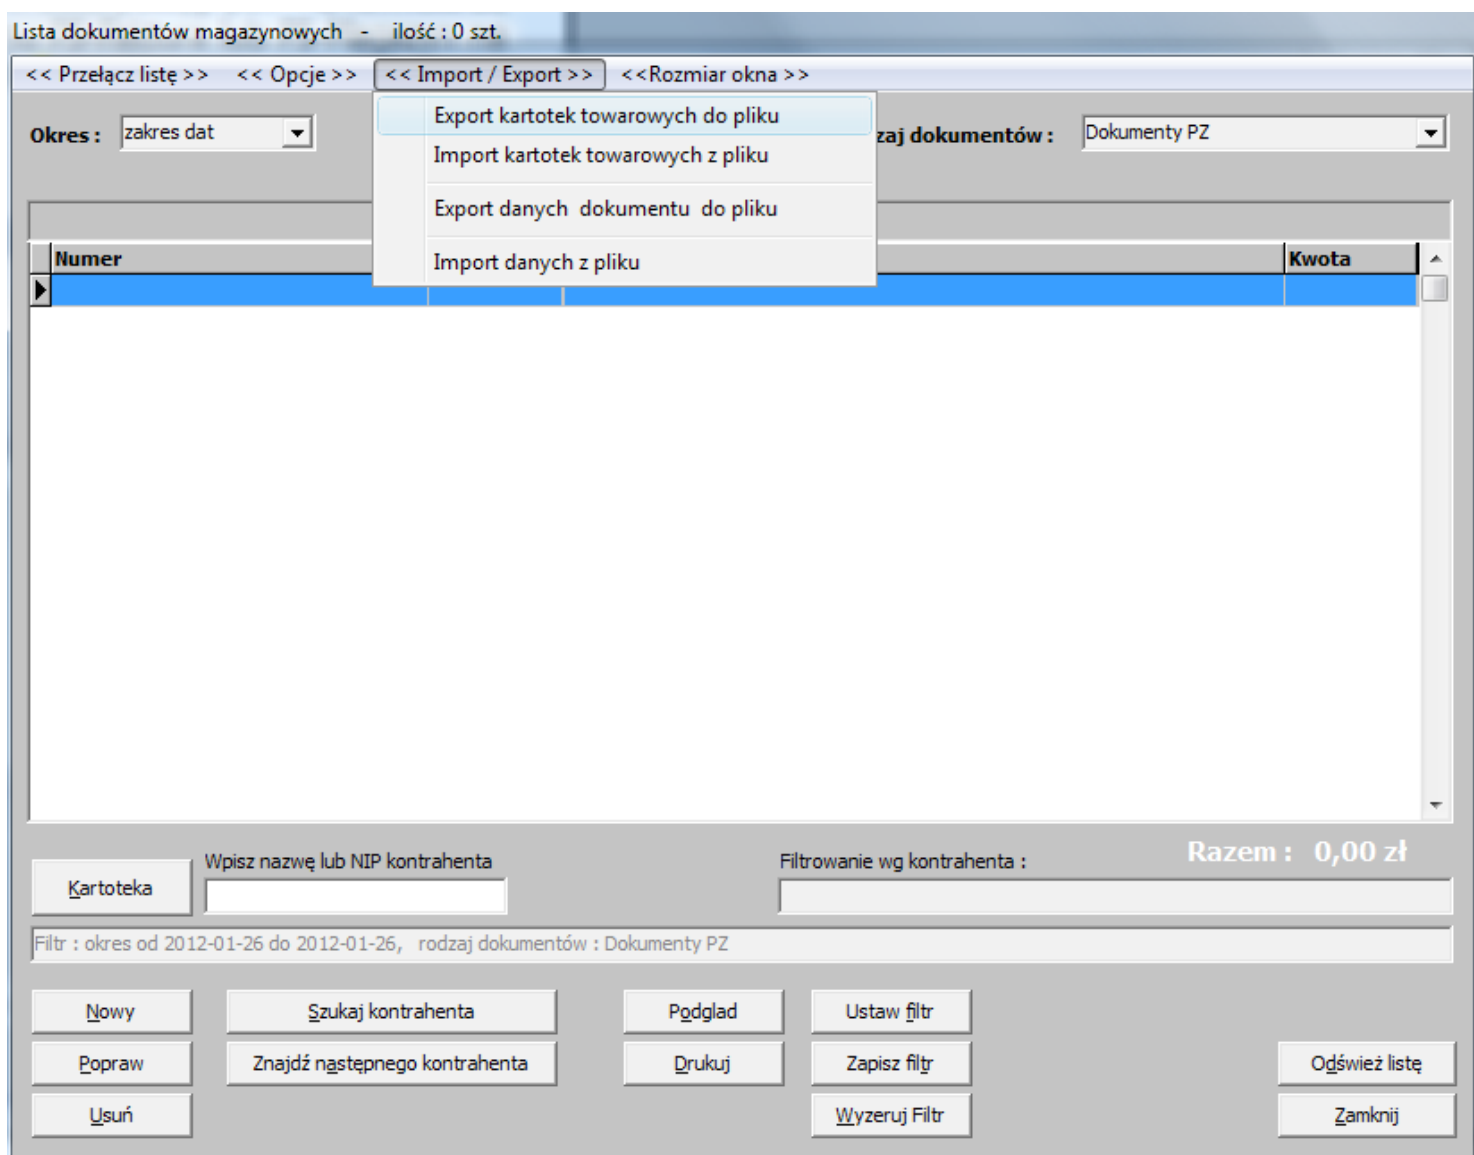 Lista dokumentów magazynowych - ilość : 0 szt.
<< Przełącz listę >> << Opcje >> << Import / Export >> <<Rozmiar okna >>
Export kartotek towarowych do pliku
Okres : zakres dat zaj dokumentów : Dokumenty PZ
Import kartotek towarowych z pliku
Export danych dokumentu do pliku
Numer Kwota
Import danych z pliku
Razem : 0,00 zł
Wpisz nazwę lub NIP kontrahenta Filtrowanie wg kontrahenta :
Kartoteka
Filtr : okres od 2012-01-26 do 2012-01-26, rodzaj dokumentów : Dokumenty PZ
Nowy Szukaj kontrahenta Podglad Ustaw filtr
Popraw Znajdź następnego kontrahenta Drukuj Zapisz filtr Odśwież listę
Usuń Wyzeruj Filtr Zamknij